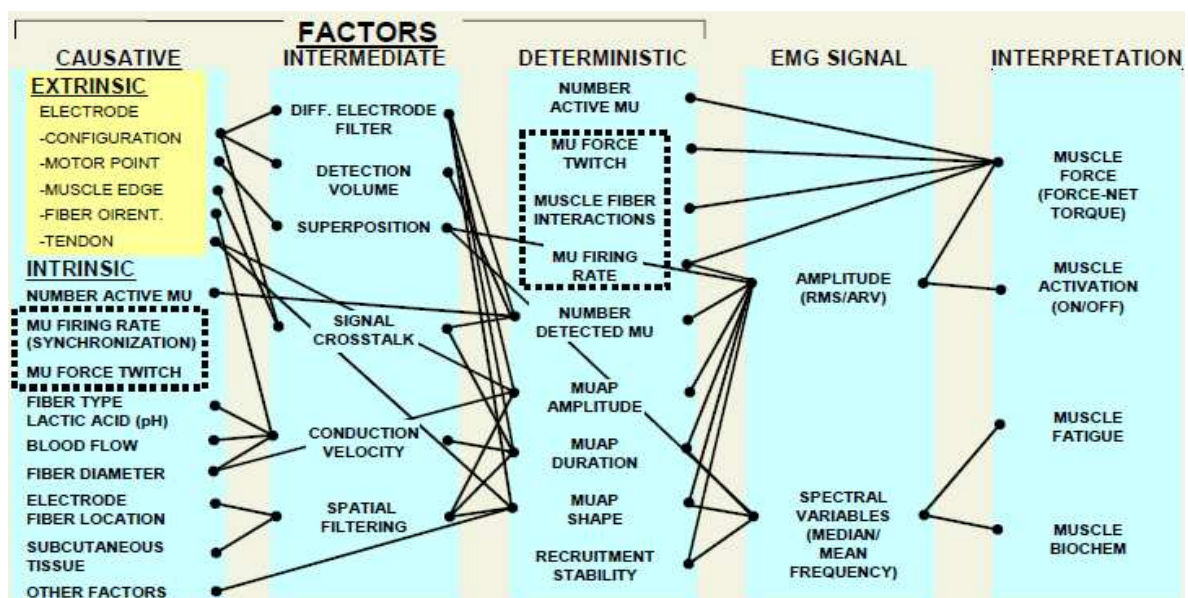 FACTORS
CAUSATIVE
INTERMEDIATE
DETERMINISTIC
EMG SIGNAL
INTERPRETATION
EXTRINSIC
ELECTRODE
-CONFIGURATION
-MOTOR POINT
-MUSCLE EDGE
-FIBER OIRENT.
-TENDON
INTRINSIC
NUMBER ACTIVE MU
MU FIRING RATE
(SYNCHRONIZATION)
MU FORCE TWITCH
FIBER TYPE
LACTIC ACID (pH)
BLOOD FLOW
FIBER DIAMETER
ELECTRODE
FIBER LOCATION
SUBCUTANEOUS
TISSUE
OTHER FACTORS
DIFF. ELECTRODE
FILTER
DETECTION
VOLUME
SUPERPOSITION
SIGNAL
CROSSTALK
CONDUCTION
VELOCITY
SPATIAL
FILTERING
NUMBER
ACTIVE MU
MU FORCE
TWITCH
MUSCLE FIBER
INTERACTIONS
MU FIRING
RATE
NUMBER
DETECTED MU
MUAP
AMPLITUDE
MUAP
DURATION
MUAP
SHAPE
RECRUITMENT
STABILITY
AMPLITUDE
(RMS/ARV)
SPECTRAL
VARIABLES
(MEDIAN/
MEAN
FREQUENCY)
MUSCLE
FORCE
(FORCE-NET
TORQUE)
MUSCLE
ACTIVATION
(ON/OFF)
MUSCLE
FATIGUE
MUSCLE
BIOCHEM